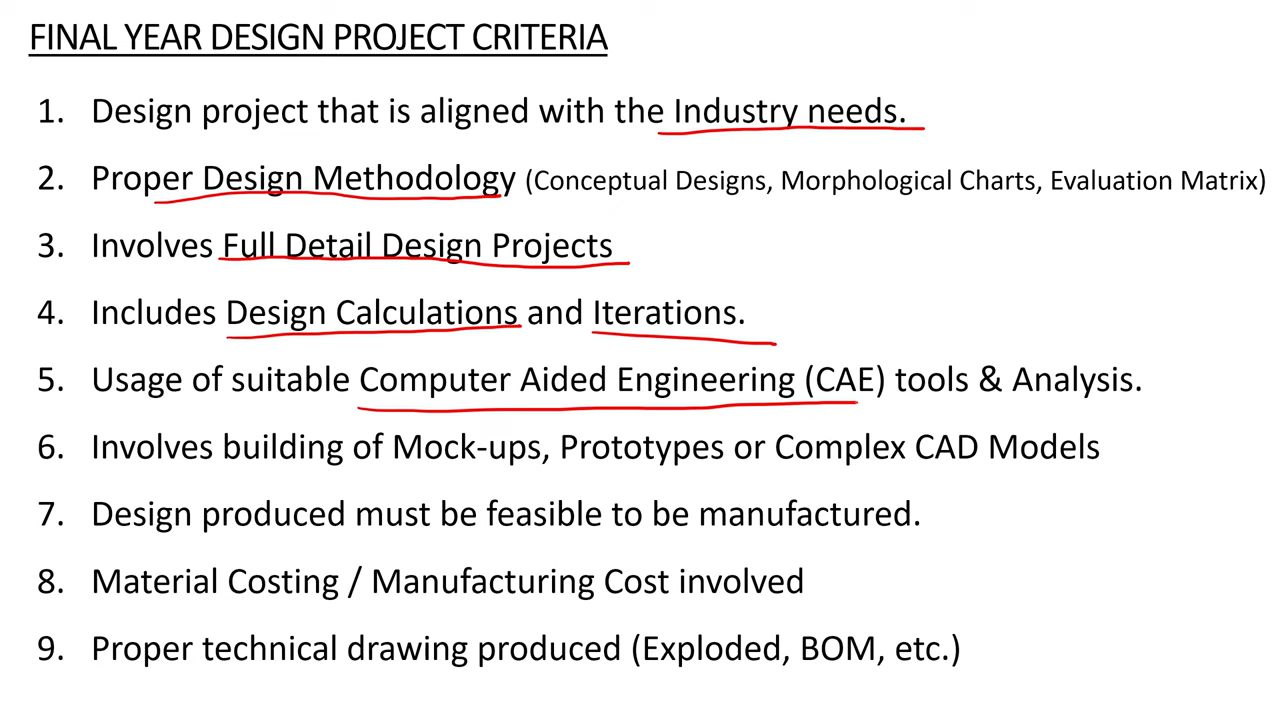 FINAL YEAR DESIGN PROJECT CRITERIA
1. Design project that is aligned with the Industry needs.
2. Proper Design Methodology (Conceptual Designs, Morphological Charts, Evaluation Matrix)
3. Involves Full Detail Design Projects
4. Includes Design Calculations and Iterations.
5. Usage of suitable Computer Aided Engineering (CAE) tools & Analysis.
6. Involves building of Mock-ups, Prototypes or Complex CAD Models
7. Design produced must be feasible to be manufactured.
8. Material Costing / Manufacturing Cost involved
9. Proper technical drawing produced (Exploded, BOM, etc.)